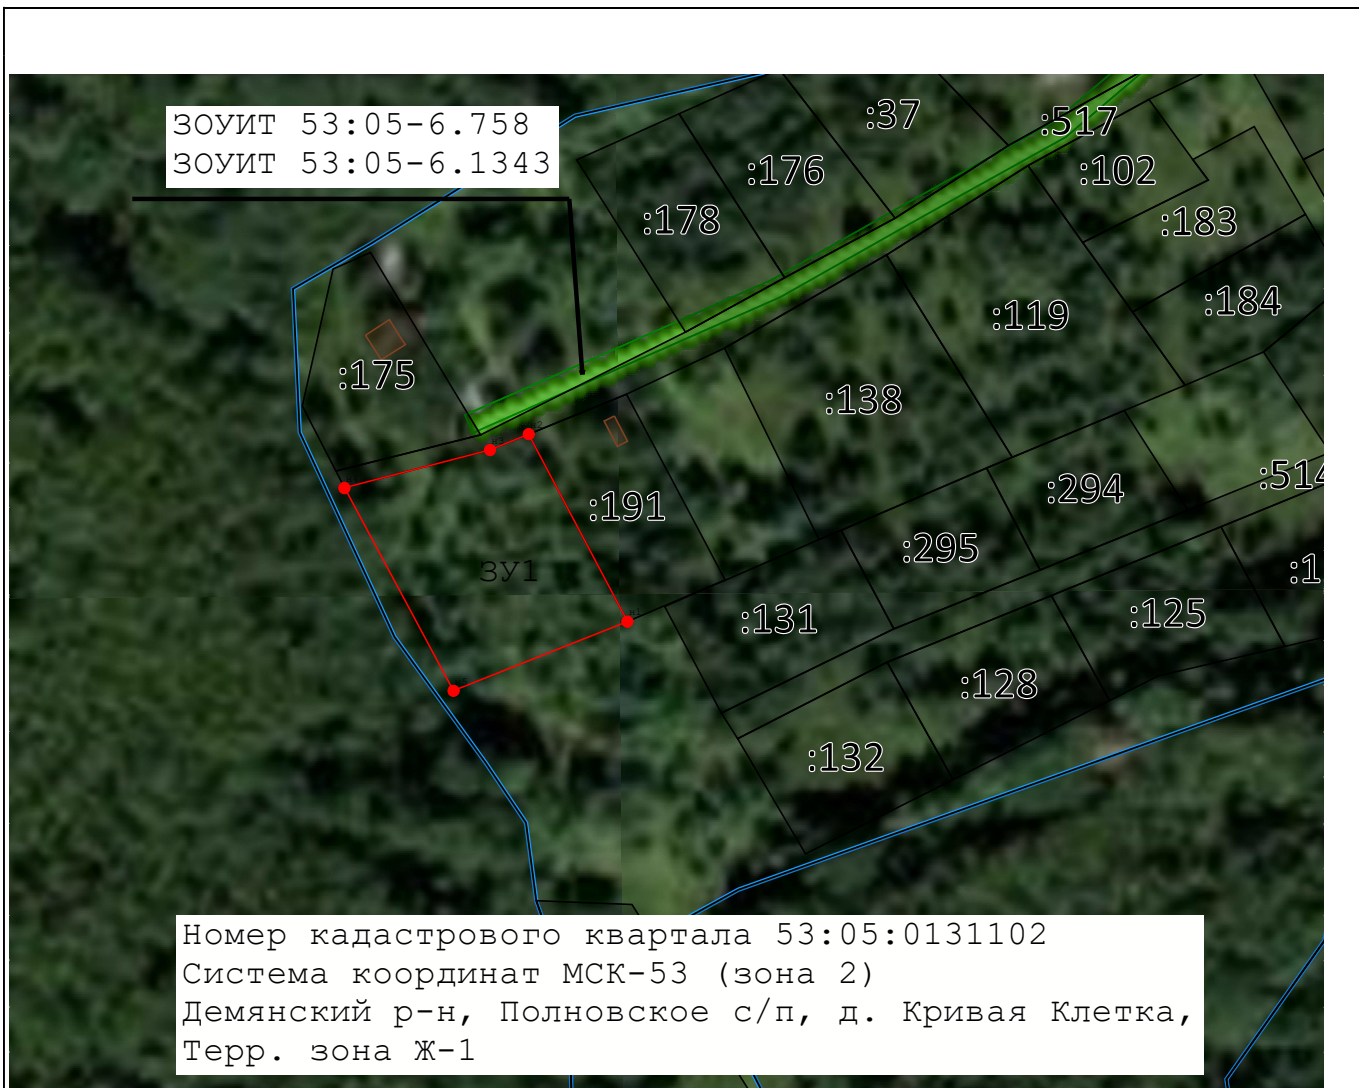 ЗОУИТ 53:05-6.758
ЗОУИТ 53:05-6.1343
:37
:517
:176
:102
:178
:183
:184
:119
:175
:138
:294
:514
:191
:295
ЗУ1
:1
:131
:125
:128
:132
Номер кадастрового квартала 53:05:0131102
Система координат МСК-53 (зона 2)
Демянский р-н, Полновское с/п, д. Кривая Клетка,
Терр. зона Ж-1